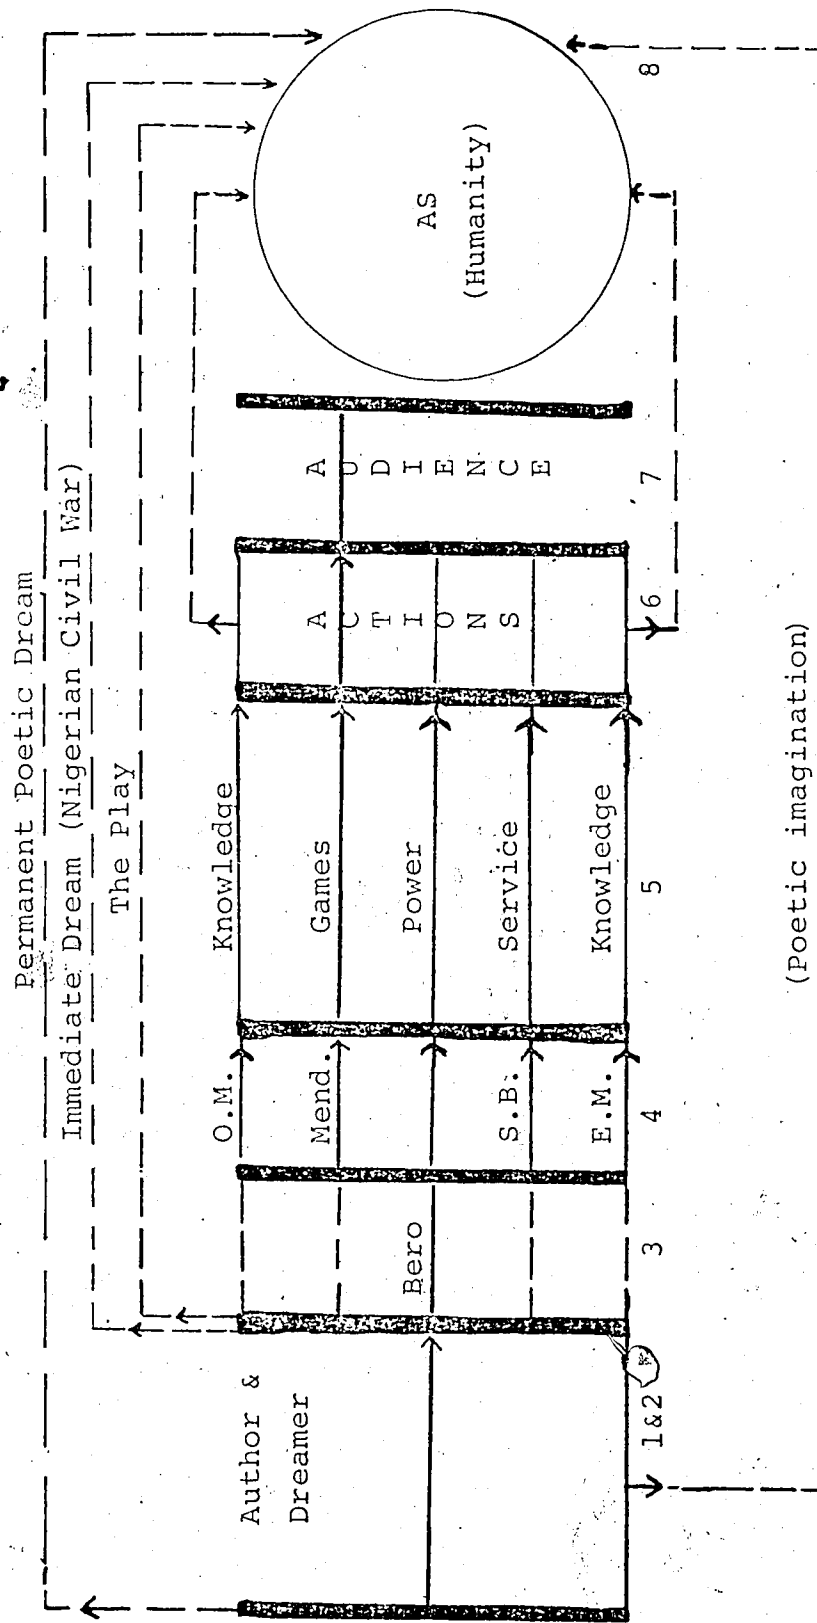 Permanent Poetic Dream
Immediate Dream (Nigerian Civil War)
The Play
Author &
Dreamer
Bero
O.M.
Mend.
S.B.
E.M.
Knowledge
Games
Power
Service
Knowledge
ACTIONS
AUDIENCE
AS
(Humanity)
1&2
3
4
5
6
7
8
(Poetic imagination)